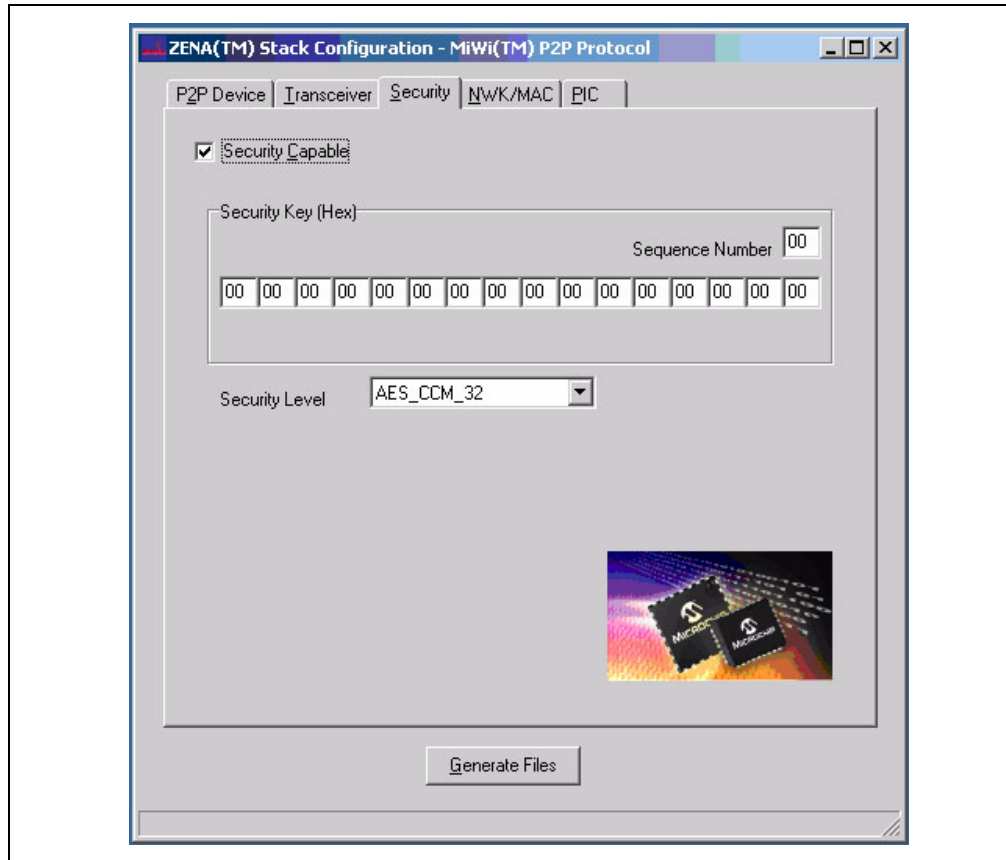 ZENA(TM) Stack Configuration - MiWi(TM) P2P Protocol
P2P Device Transceiver Security NWK/MAC PIC
Security Capable
Security Key (Hex)
Sequence Number 00
00 00 00 00 00 00 00 00 00 00 00 00 00 00 00 00
Security Level AES_CCM_32
MICROCHIP
MICROCHIP
Generate Files